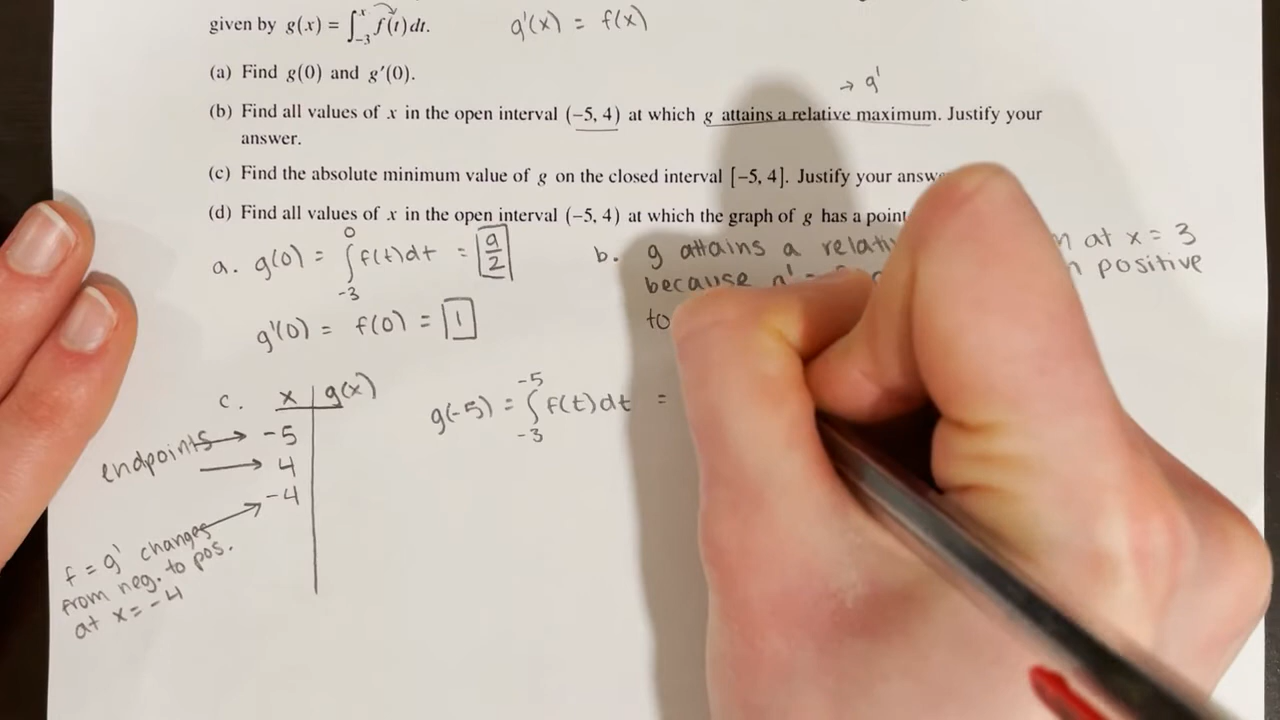 given by g(x) = ∫_{-3}^{x} f(t) dt. g'(x) = f(x)
(a) Find g(0) and g′(0).
→ g'
(b) Find all values of x in the open interval (−5, 4) at which g attains a relative maximum. Justify your
answer.
(c) Find the absolute minimum value of g on the closed interval [−5, 4]. Justify your
(d) Find all values of x in the open interval (−5, 4) at which the graph of g has a point
a. g(0) = ∫_{-3}^{0} f(t)dt = 9/2
g'(0) = f(0) = 1
b. g attains a at x = 3
because positive
to
c. x | g(x)
endpoints → -5
→ 4
→ -4
f = g' changes
from neg. to pos.
at x = -4
g(-5) = ∫_{-3}^{-5} f(t)dt =